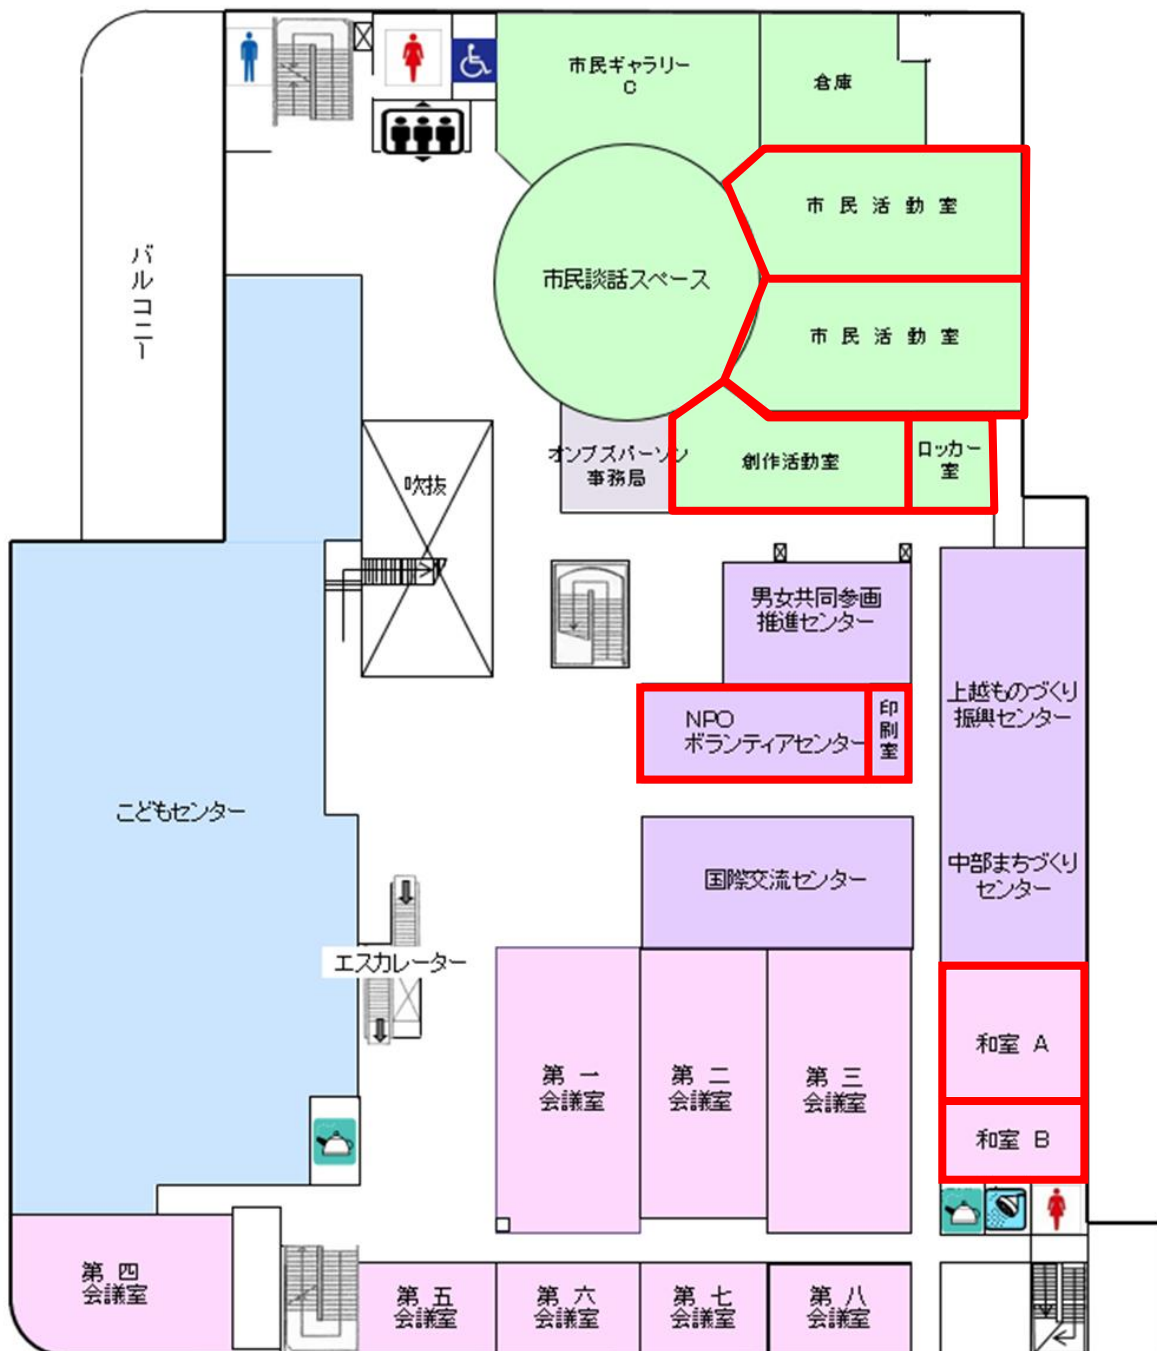 市民ギャラリー
C
倉庫
市民活動室
バルコニー
市民談話スペース
市民活動室
オンブズパーソン
事務局
創作活動室
ロッカー
室
吹抜
男女共同参画
推進センター
上越ものづくり
振興センター
NPO
ボランティアセンター
印刷室
こどもセンター
中部まちづくり
センター
国際交流センター
エスカレーター
和室 A
第一
会議室
第二
会議室
第三
会議室
和室 B
第四
会議室
第五
会議室
第六
会議室
第七
会議室
第八
会議室